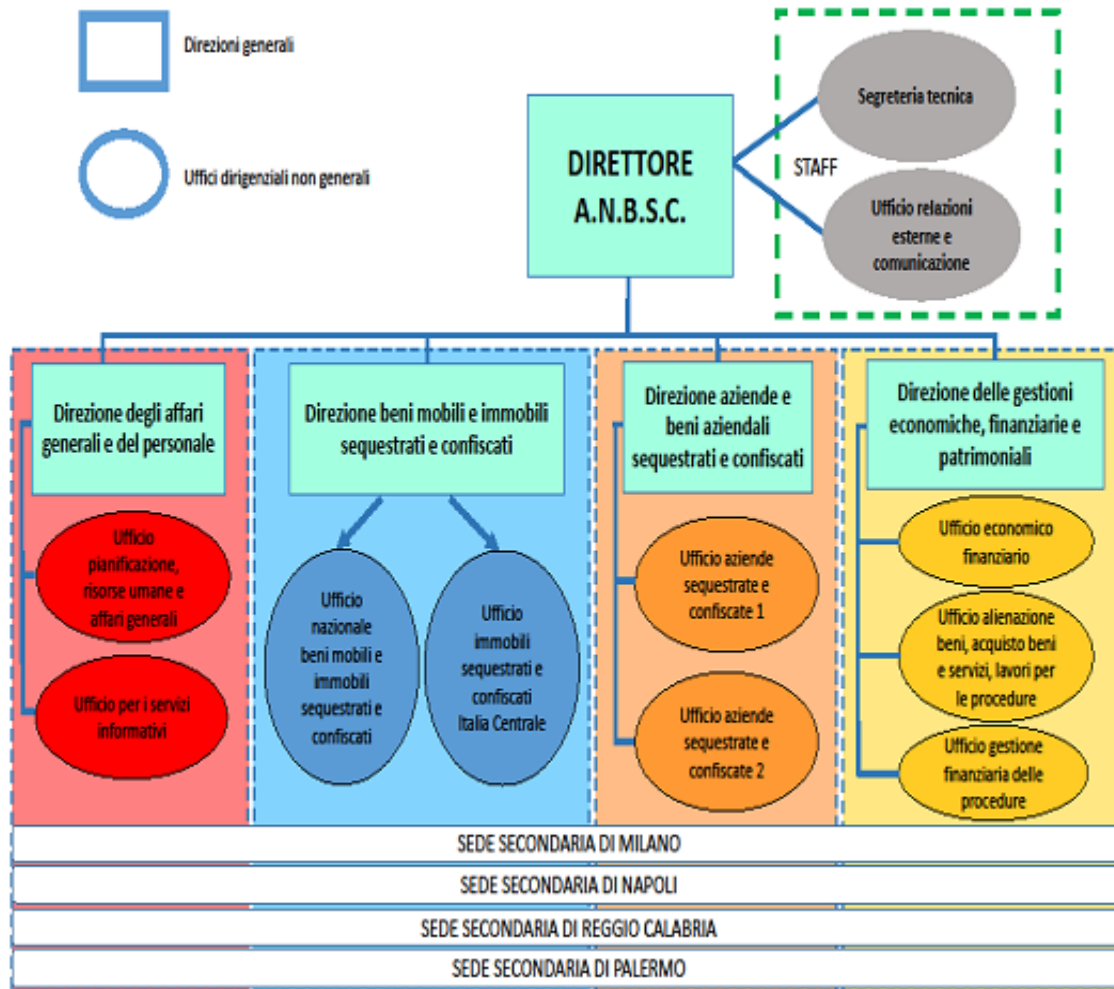 Direzioni generali
Uffici dirigenziali non generali
DIRETTORE
A.N.B.S.C.
STAFF
Segreteria tecnica
Ufficio relazioni
esterne e
comunicazione
Direzione degli affari
generali e del personale
Ufficio
pianificazione,
risorse umane e
affari generali
Ufficio per i servizi
informativi
Direzione beni mobili e immobili
sequestrati e confiscati
Ufficio
nazionale
beni mobili e
immobili
sequestrati e
confiscati
Ufficio
immobili
sequestrati e
confiscati
Italia Centrale
Direzione aziende e
beni aziendali
sequestrati e confiscati
Ufficio aziende
sequestrate e
confiscate 1
Ufficio aziende
sequestrate e
confiscate 2
Direzione delle gestioni
economiche, finanziarie e
patrimoniali
Ufficio economico
finanziario
Ufficio alienazione
beni, acquisto beni
e servizi, lavori per
le procedure
Ufficio gestione
finanziaria delle
procedure
SEDE SECONDARIA DI MILANO
SEDE SECONDARIA DI NAPOLI
SEDE SECONDARIA DI REGGIO CALABRIA
SEDE SECONDARIA DI PALERMO